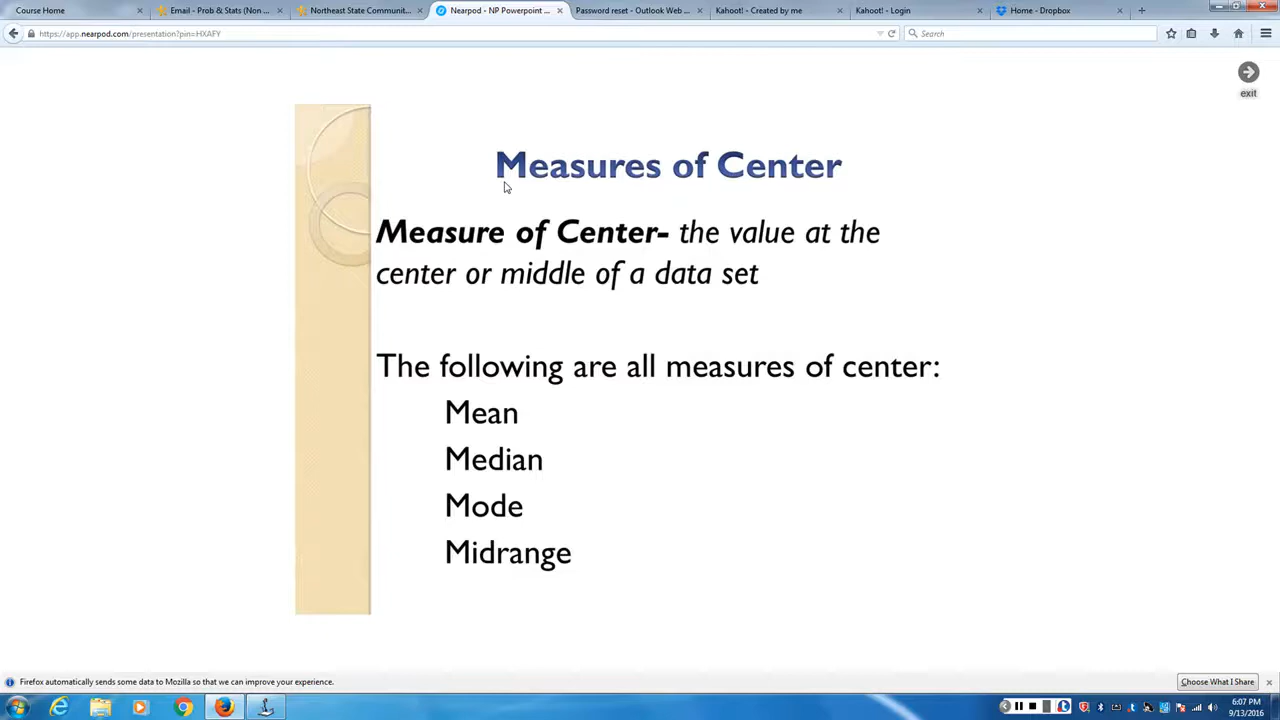 Course Home
Email - Prob & Stats (Non ...
Northeast State Communit...
Nearpod - NP Powerpoint ...
Password reset - Outlook Web ...
Kahoot! - Created by me
Kahoot! - Login
Home - Dropbox
https://app.nearpod.com/presentation?pin=HXAFY
Search
exit
Measures of Center
Measure of Center- the value at the
center or middle of a data set
The following are all measures of center:
Mean
Median
Mode
Midrange
Firefox automatically sends some data to Mozilla so that we can improve your experience.
Choose What I Share
6:07 PM
9/13/2016